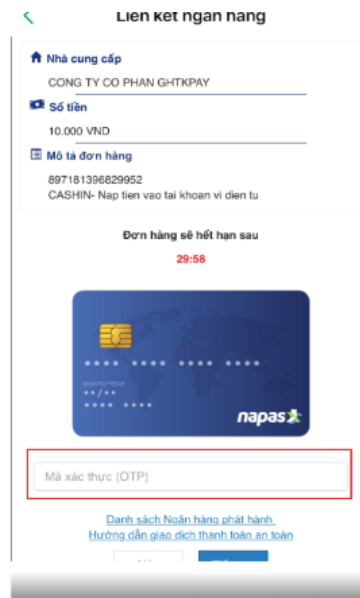 Liên kết ngân hàng
Nhà cung cấp
CONG TY CO PHAN GHTKPAY
Số tiền
10.000 VND
Mô tả đơn hàng
897181396829952
CASHIN- Nap tien vao tai khoan vi dien tu
Đơn hàng sẽ hết hạn sau
29:58
MONTH/YEAR
**/**
napas
Mã xác thực (OTP)
Danh sách Ngân hàng phát hành
Hướng dẫn giao dịch thanh toán an toàn